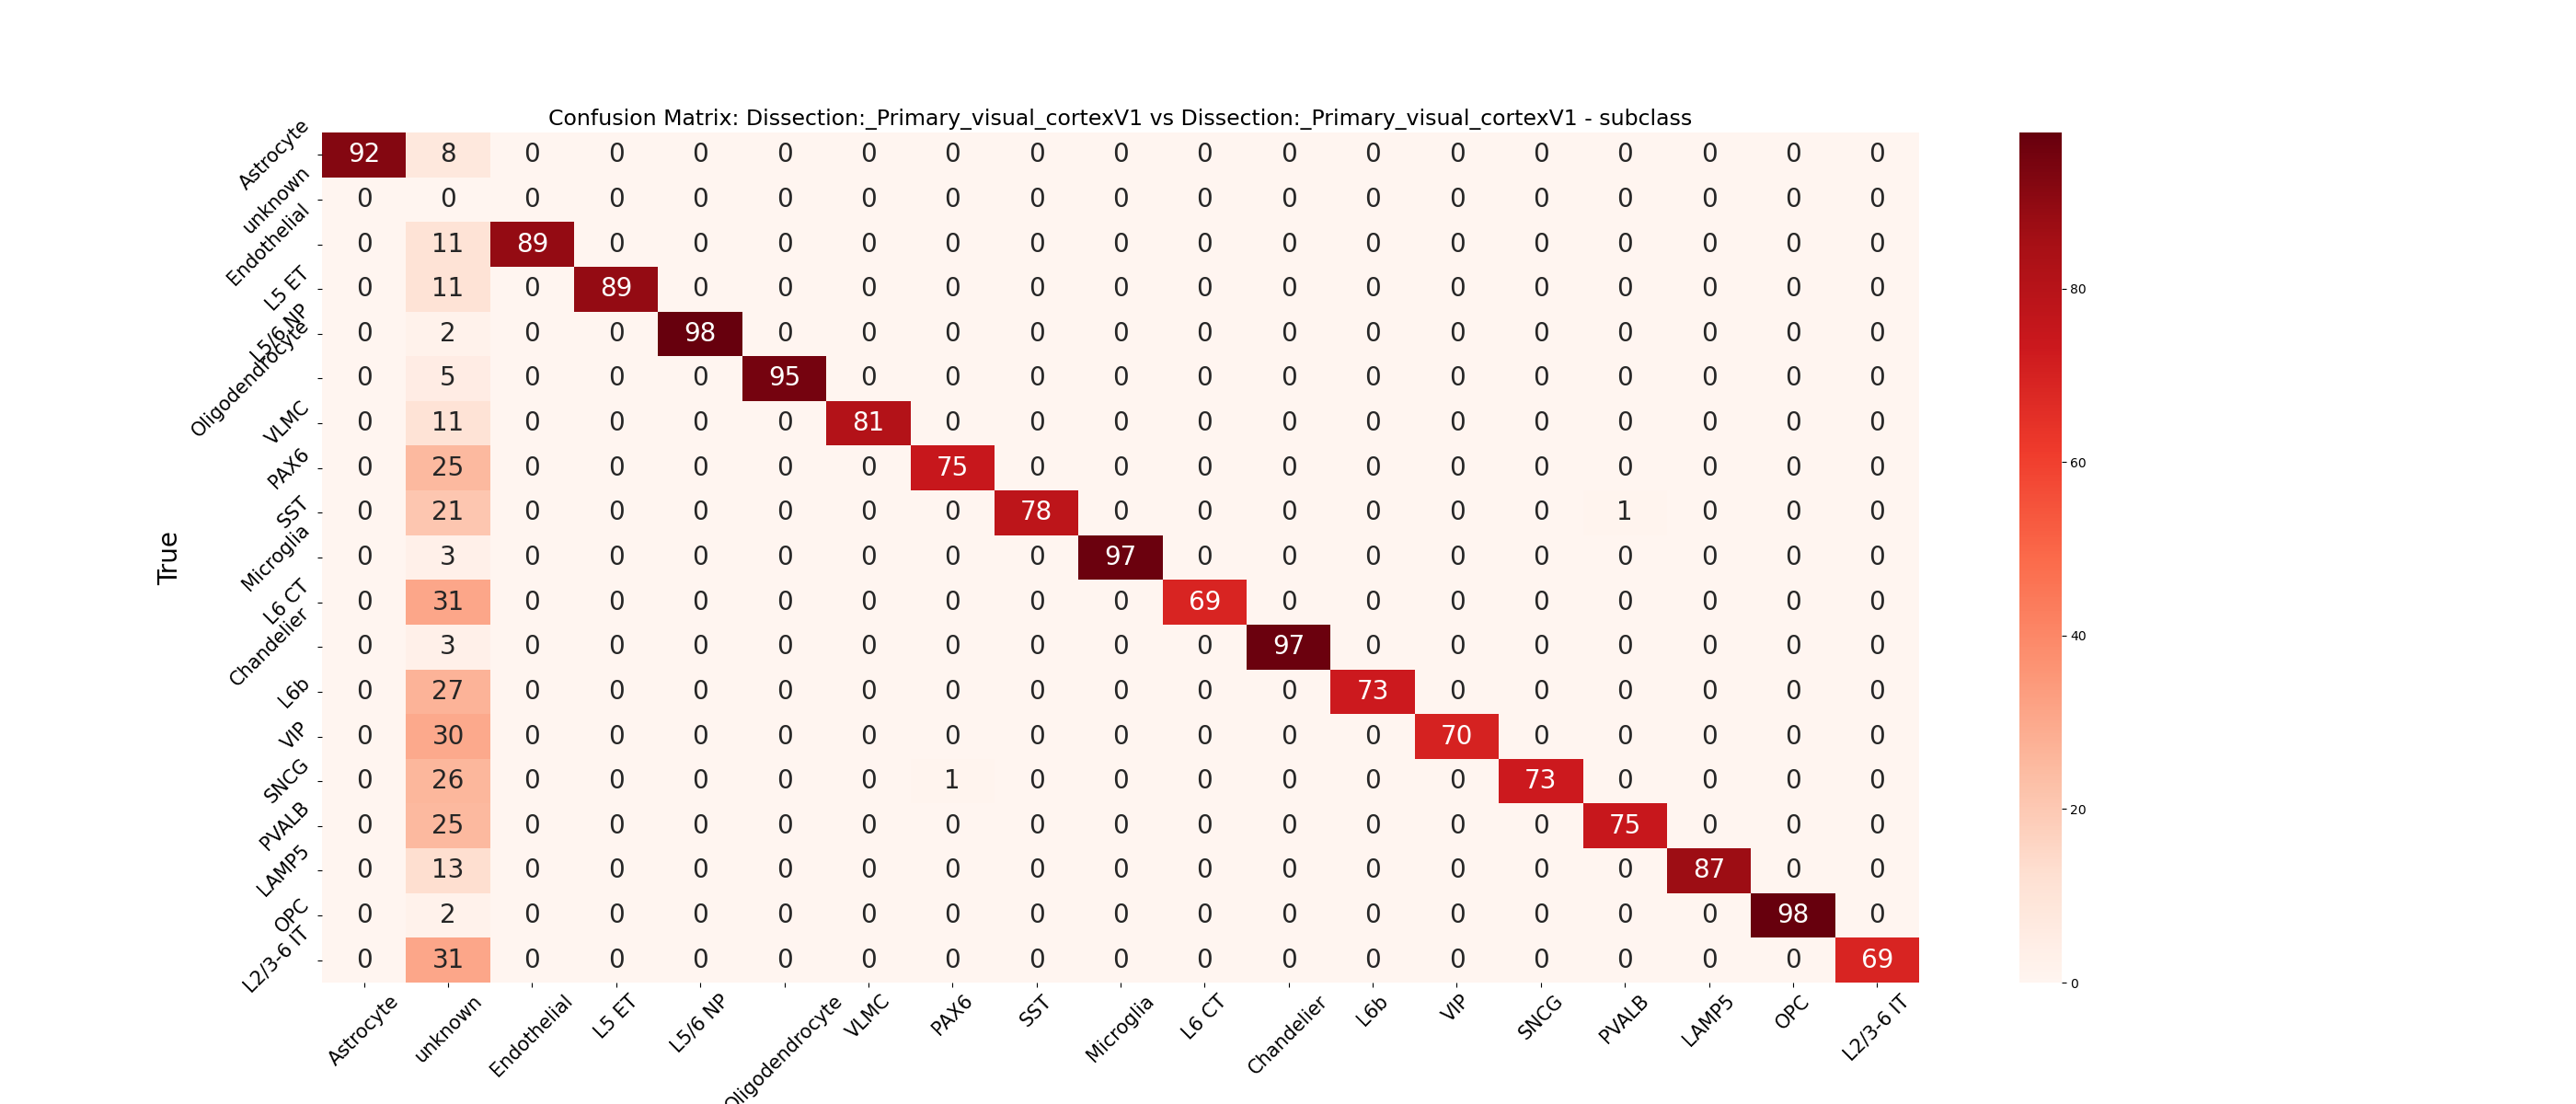 Confusion Matrix: Dissection:_Primary_visual_cortexV1 vs Dissection:_Primary_visual_cortexV1 - subclass
True
Astrocyte 92 8 0 0 0 0 0 0 0 0 0 0 0 0 0 0 0 0 0
unknown 0 0 0 0 0 0 0 0 0 0 0 0 0 0 0 0 0 0 0
Endothelial 0 11 89 0 0 0 0 0 0 0 0 0 0 0 0 0 0 0 0
L5 ET 0 11 0 89 0 0 0 0 0 0 0 0 0 0 0 0 0 0 0
L5/6 NP 0 2 0 0 98 0 0 0 0 0 0 0 0 0 0 0 0 0 0
Oligodendrocyte 0 5 0 0 0 95 0 0 0 0 0 0 0 0 0 0 0 0 0
VLMC 0 11 0 0 0 0 81 0 0 0 0 0 0 0 0 0 0 0 0
PAX6 0 25 0 0 0 0 0 75 0 0 0 0 0 0 0 0 0 0 0
SST 0 21 0 0 0 0 0 0 78 0 0 0 0 0 0 1 0 0 0
Microglia 0 3 0 0 0 0 0 0 0 97 0 0 0 0 0 0 0 0 0
L6 CT 0 31 0 0 0 0 0 0 0 0 69 0 0 0 0 0 0 0 0
Chandelier 0 3 0 0 0 0 0 0 0 0 0 97 0 0 0 0 0 0 0
L6b 0 27 0 0 0 0 0 0 0 0 0 0 73 0 0 0 0 0 0
VIP 0 30 0 0 0 0 0 0 0 0 0 0 0 70 0 0 0 0 0
SNCG 0 26 0 0 0 0 0 1 0 0 0 0 0 0 73 0 0 0 0
PVALB 0 25 0 0 0 0 0 0 0 0 0 0 0 0 0 75 0 0 0
LAMP5 0 13 0 0 0 0 0 0 0 0 0 0 0 0 0 0 87 0 0
OPC 0 2 0 0 0 0 0 0 0 0 0 0 0 0 0 0 0 98 0
L2/3-6 IT 0 31 0 0 0 0 0 0 0 0 0 0 0 0 0 0 0 0 69
Astrocyte unknown Endothelial L5 ET L5/6 NP Oligodendrocyte VLMC PAX6 SST Microglia L6 CT Chandelier L6b VIP SNCG PVALB LAMP5 OPC L2/3-6 IT
80
60
40
20
0